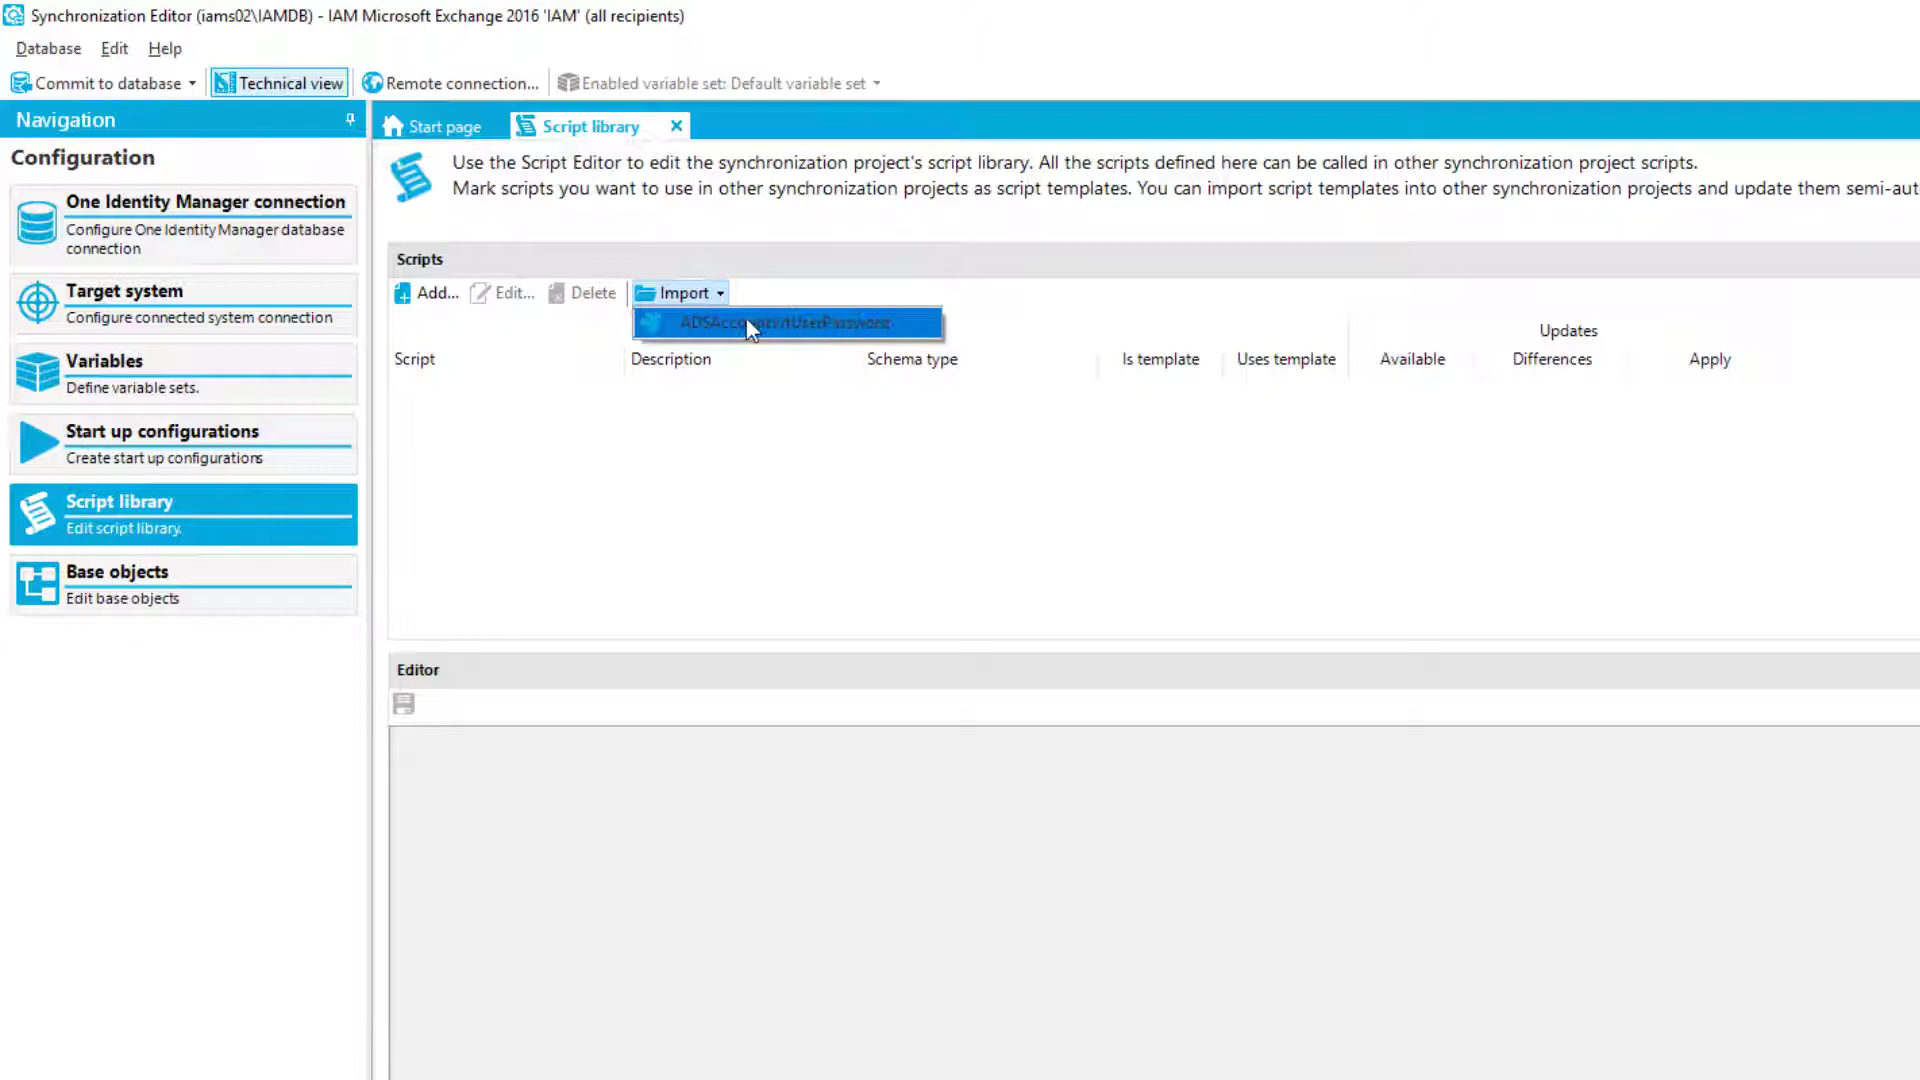 Synchronization Editor (iams02\IAMDB) - IAM Microsoft Exchange 2016 'IAM' (all recipients)
Database Edit Help
Commit to database Technical view Remote connection... Enabled variable set: Default variable set
Navigation
Start page Script library
Configuration
Use the Script Editor to edit the synchronization project's script library. All the scripts defined here can be called in other synchronization project scripts.
Mark scripts you want to use in other synchronization projects as script templates. You can import script templates into other synchronization projects and update them semi-aut
One Identity Manager connection
Configure One Identity Manager database
connection
Target system
Configure connected system connection
Variables
Define variable sets.
Start up configurations
Create start up configurations
Script library
Edit script library.
Base objects
Edit base objects
Scripts
Add... Edit... Delete Import
Updates
Script Description Schema type Is template Uses template Available Differences Apply
Editor